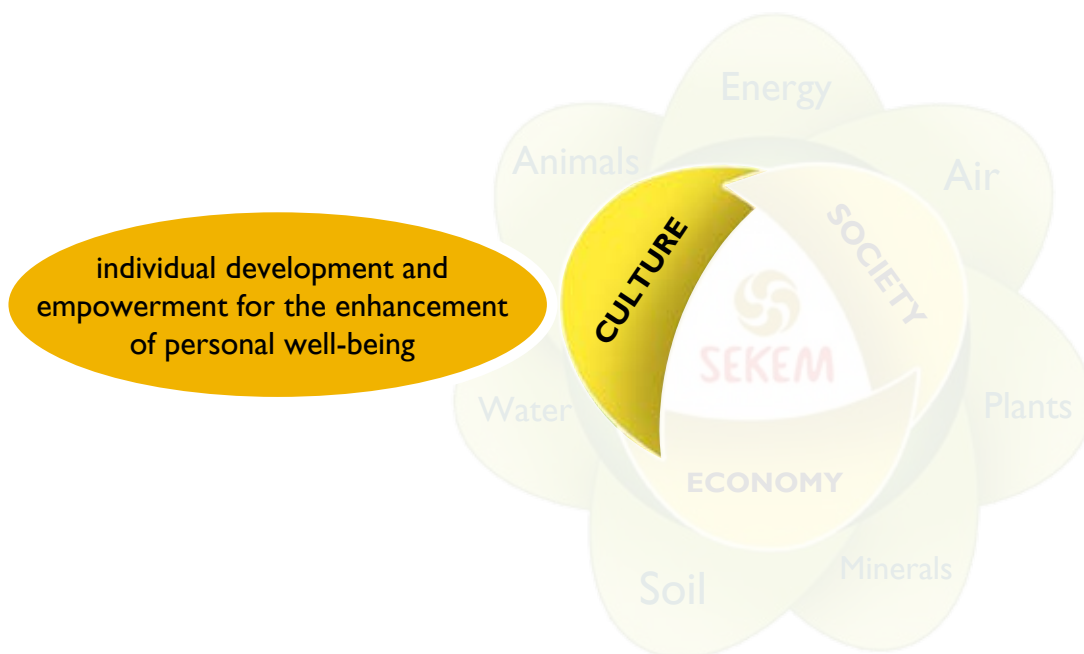 Energy
Animals
Air
CULTURE
SOCIETY
individual development and
empowerment for the enhancement
of personal well-being
SEKEM
Water
Plants
ECONOMY
Minerals
Soil